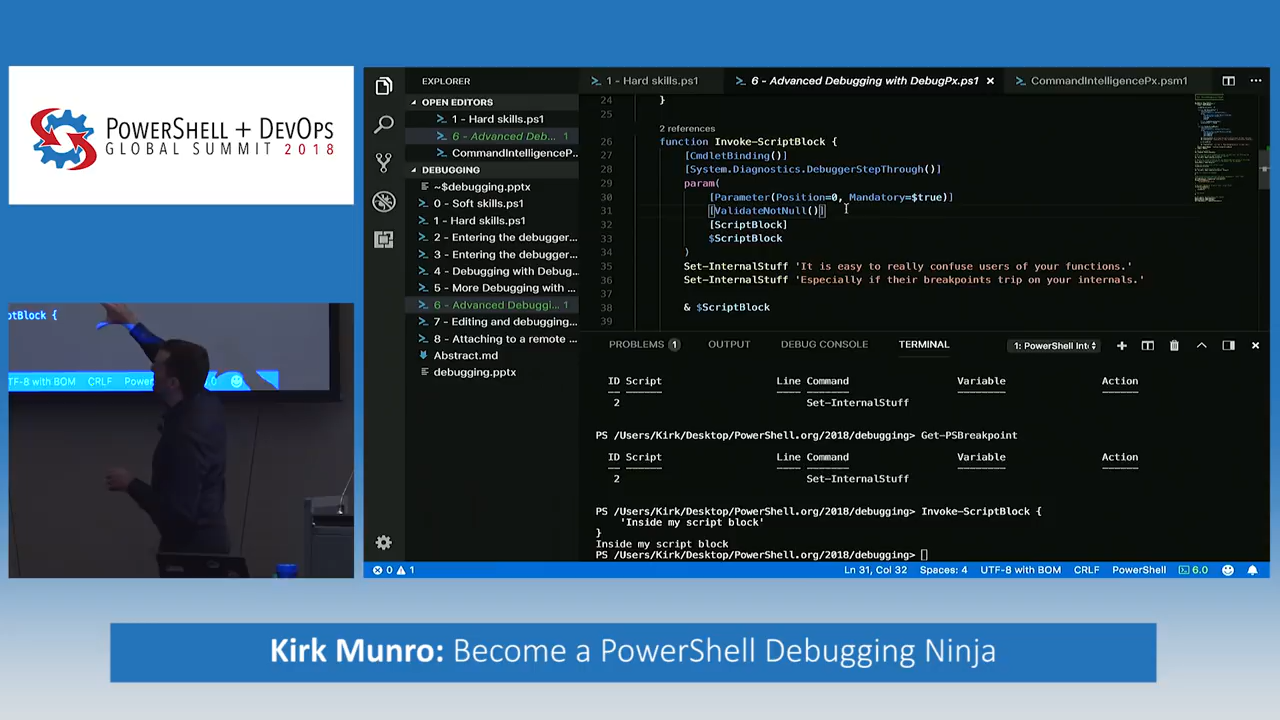 PowerShell + DevOps
GLOBAL SUMMIT 2018
EXPLORER
OPEN EDITORS
1 - Hard skills.ps1
6 - Advanced Deb... 1
CommandIntelligenceP...
DEBUGGING
~$debugging.pptx
0 - Soft skills.ps1
1 - Hard skills.ps1
2 - Entering the debugger...
3 - Entering the debugger...
4 - Debugging with Debug...
5 - More Debugging with ...
6 - Advanced Debuggi... 1
7 - Editing and debugging...
8 - Attaching to a remote ...
Abstract.md
debugging.pptx
1 - Hard skills.ps1
6 - Advanced Debugging with DebugPx.ps1
CommandIntelligencePx.psm1
24 }
25
2 references
26 function Invoke-ScriptBlock {
27 [CmdletBinding()]
28 [System.Diagnostics.DebuggerStepThrough()]
29 param(
30 [Parameter(Position=0, Mandatory=$true)]
31 [ValidateNotNull()]
32 [ScriptBlock]
33 $ScriptBlock
34 )
35 Set-InternalStuff 'It is easy to really confuse users of your functions.'
36 Set-InternalStuff 'Especially if their breakpoints trip on your internals.'
37
38 & $ScriptBlock
39
PROBLEMS 1 OUTPUT DEBUG CONSOLE TERMINAL 1: PowerShell Int
ID Script Line Command Variable Action
2 Set-InternalStuff
PS /Users/Kirk/Desktop/PowerShell.org/2018/debugging> Get-PSBreakpoint
ID Script Line Command Variable Action
2 Set-InternalStuff
PS /Users/Kirk/Desktop/PowerShell.org/2018/debugging> Invoke-ScriptBlock {
'Inside my script block'
}
Inside my script block
PS /Users/Kirk/Desktop/PowerShell.org/2018/debugging>
0 1 Ln 31, Col 32 Spaces: 4 UTF-8 with BOM CRLF PowerShell 6.0
ptBlock {
TF-8 with BOM CRLF Power .0
Kirk Munro: Become a PowerShell Debugging Ninja